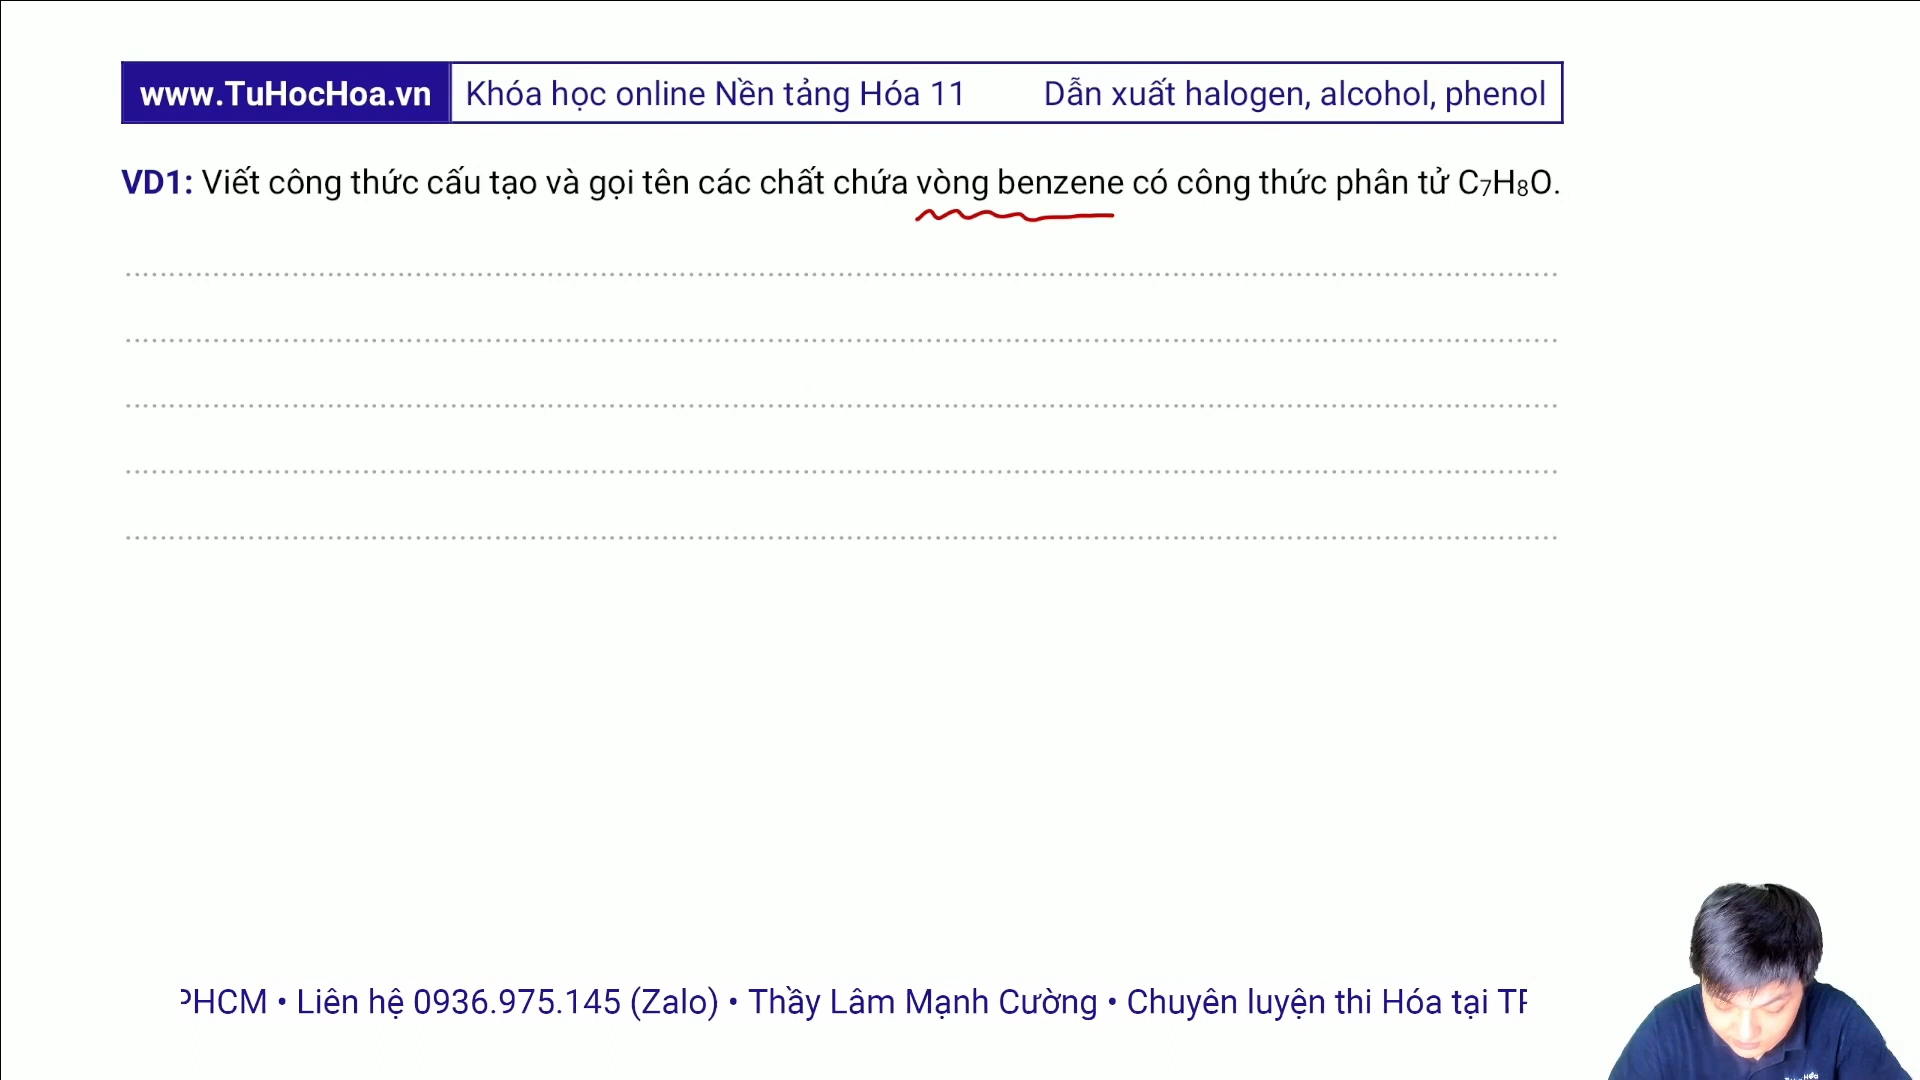 www.TuHocHoa.vn Khóa học online Nền tảng Hóa 11 Dẫn xuất halogen, alcohol, phenol
VD1: Viết công thức cấu tạo và gọi tên các chất chứa vòng benzene có công thức phân tử C₇H₈O.
PHCM • Liên hệ 0936.975.145 (Zalo) • Thầy Lâm Mạnh Cường • Chuyên luyện thi Hóa tại TP